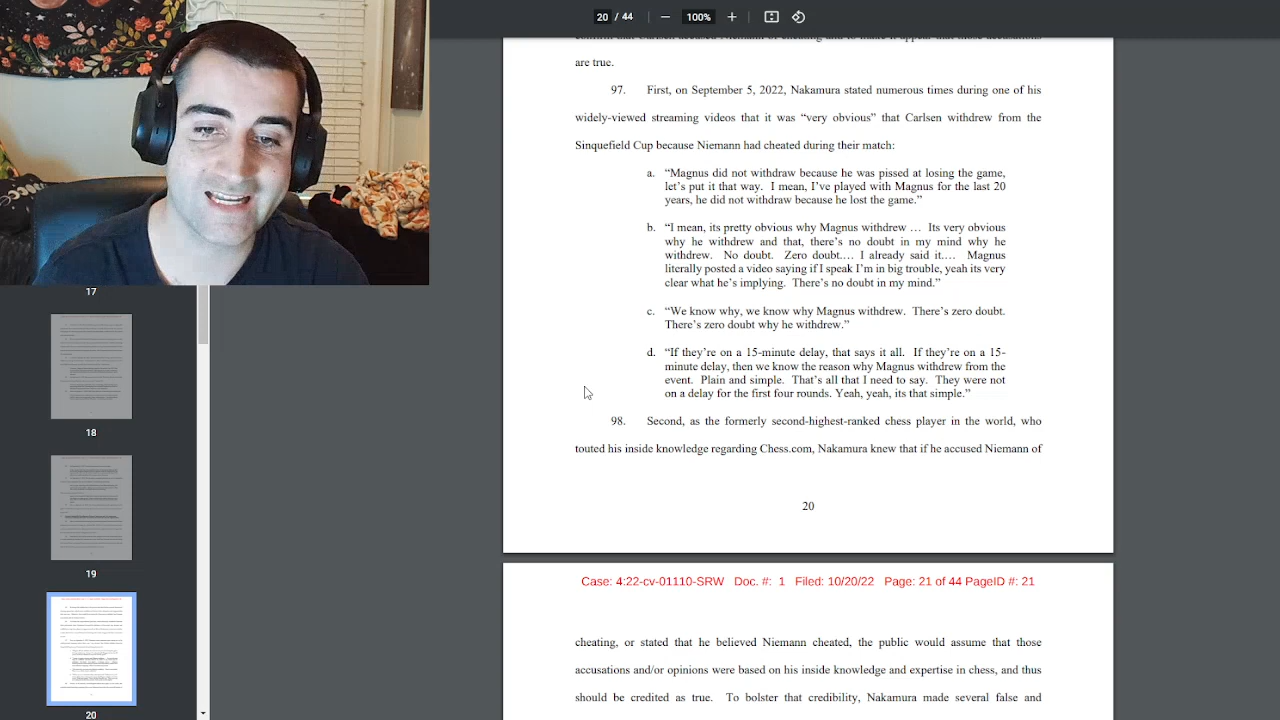 20 / 44 100%
are true.
97. First, on September 5, 2022, Nakamura stated numerous times during one of his
widely-viewed streaming videos that it was “very obvious” that Carlsen withdrew from the
Sinquefield Cup because Niemann had cheated during their match:
a. “Magnus did not withdraw because he was pissed at losing the game,
let’s put it that way. I mean, I’ve played with Magnus for the last 20
years, he did not withdraw because he lost the game.”
b. “I mean, its pretty obvious why Magnus withdrew … Its very obvious
why he withdrew and that, there’s no doubt in my mind why he
withdrew. No doubt. Zero doubt.… I already said it.… Magnus
literally posted a video saying if I speak I’m in big trouble, yeah its very
clear what he’s implying. There’s no doubt in my mind.”
c. “We know why, we know why Magnus withdrew. There’s zero doubt.
There’s zero doubt why he withdrew.”
d. “If they’re on a 15-minute delay, that says it all. If they’re on a 15-
minute delay, then we know the reason why Magnus withdrew from the
event. Plain and simple. That’s all that I need to say. They were not
on a delay for the first four rounds. Yeah, yeah, its that simple.”
98. Second, as the formerly second-highest-ranked chess player in the world, who
touted his inside knowledge regarding Chess.com, Nakamura knew that if he accused Niemann of
20
Case: 4:22-cv-01110-SRW Doc. #: 1 Filed: 10/20/22 Page: 21 of 44 PageID #: 21
cheating, or stated that he believed Niemann cheated, the public would assume that those
accusations and/or opinions were based on inside knowledge and expertise in chess, and thus
should be credited as true. To bolster that credibility, Nakamura made several false and
17
18
19
20